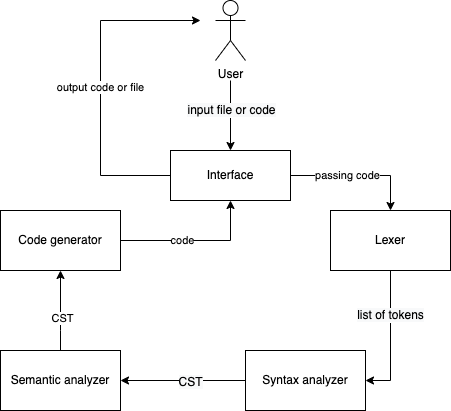 User
output code or file
input file or code
Interface
passing code
Code generator
code
Lexer
CST
list of tokens
Semantic analyzer
CST
Syntax analyzer